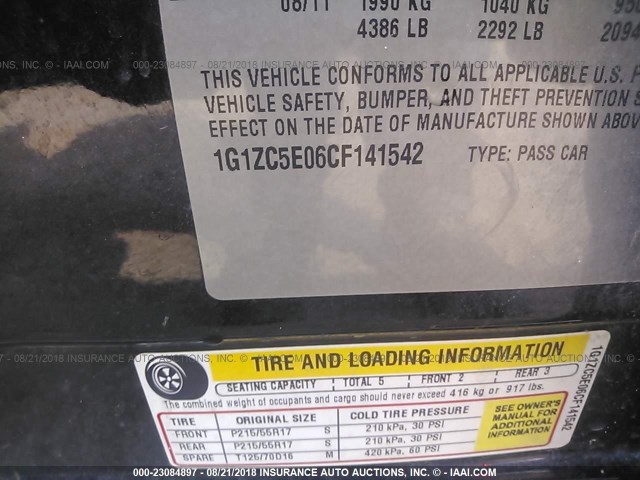 08/11 1990 KG 1040 KG
4386 LB 2292 LB 2094
THIS VEHICLE CONFORMS TO ALL APPLICABLE U.S.
VEHICLE SAFETY, BUMPER, AND THEFT PREVENTION
EFFECT ON THE DATE OF MANUFACTURE SHOWN ABOV
1G1ZC5E06CF141542 TYPE: PASS CAR
TIRE AND LOADING INFORMATION
SEATING CAPACITY TOTAL 5 FRONT 2 REAR 3
The combined weight of occupants and cargo should never exceed 416 kg or 917 lbs.
TIRE ORIGINAL SIZE COLD TIRE PRESSURE
FRONT P215/55R17 S 210 kPa, 30 PSI
REAR P215/55R17 S 210 kPa, 30 PSI
SPARE T125/70D16 M 420 kPa, 60 PSI
SEE OWNER'S
MANUAL FOR
ADDITIONAL
INFORMATION
1G1ZC5E06CF141542
000-23084897 - 08/21/2018 - INSURANCE AUTO AUCTIONS - © IAAI.COM